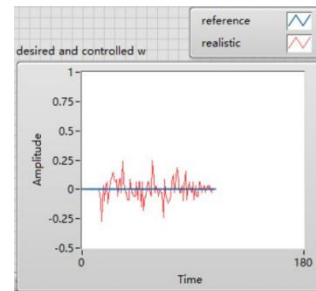 reference
realistic
desired and controlled w
1
0.75
0.5
0.25
0
-0.25
-0.5
Amplitude
0
180
Time